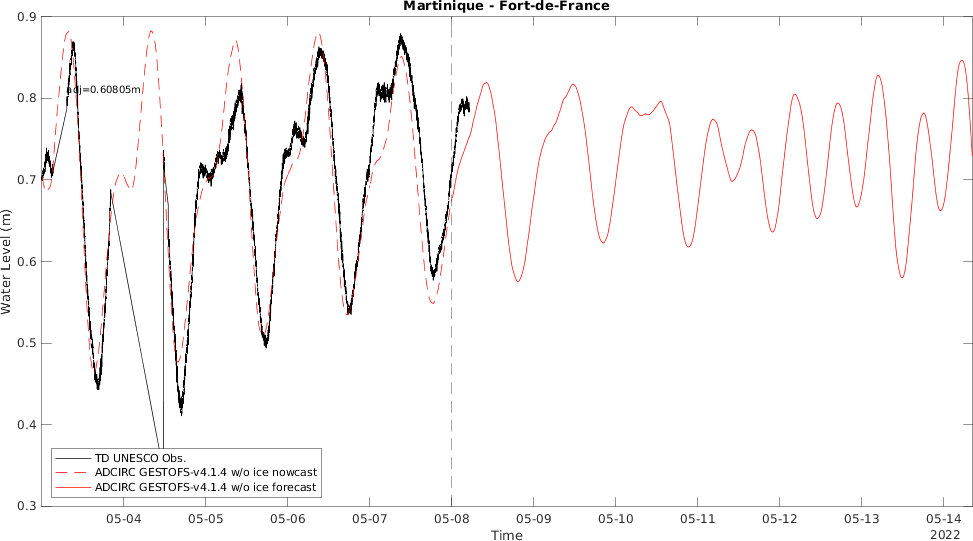 Martinique - Fort-de-France
0.9
0.8
0.7
0.6
0.5
0.4
0.3
Water Level (m)
adj=0.60805m
TD UNESCO Obs.
ADCIRC GESTOFS-v4.1.4 w/o ice nowcast
ADCIRC GESTOFS-v4.1.4 w/o ice forecast
05-04 05-05 05-06 05-07 05-08 05-09 05-10 05-11 05-12 05-13 05-14
Time
2022